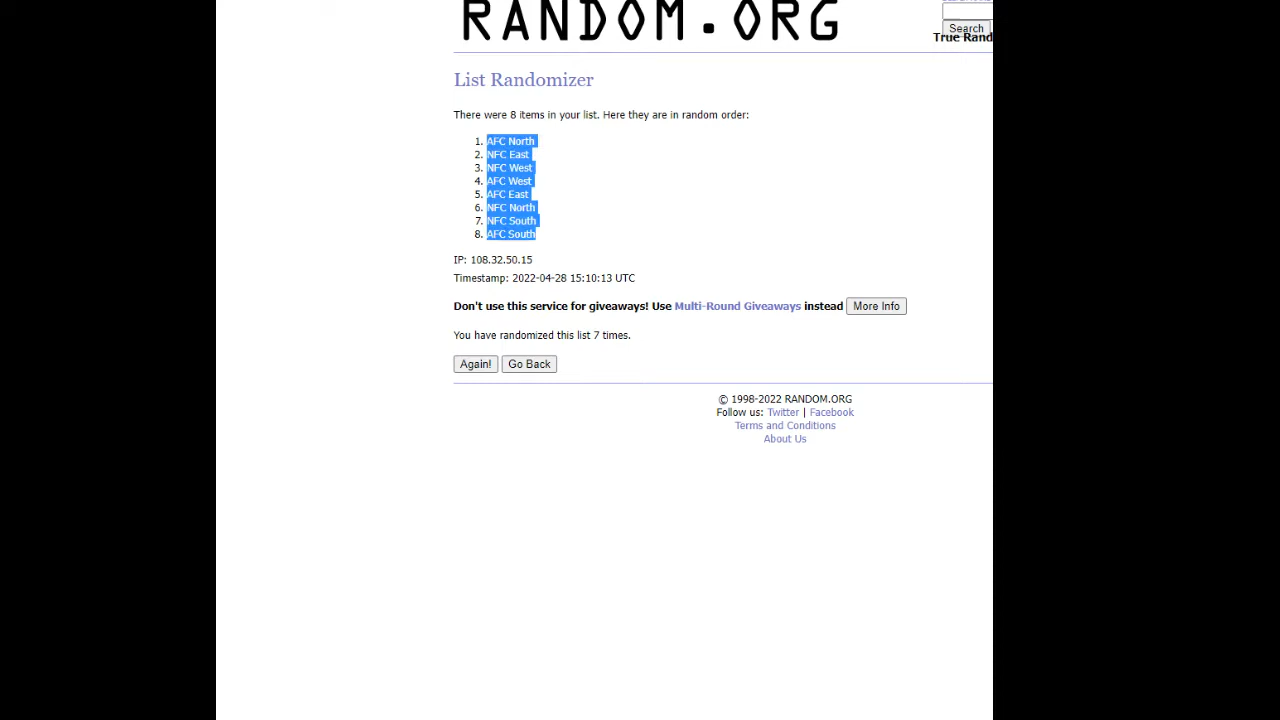 RANDOM.ORG
Search
True Rand
List Randomizer
There were 8 items in your list. Here they are in random order:
1. AFC North
2. NFC East
3. NFC West
4. AFC West
5. AFC East
6. NFC North
7. NFC South
8. AFC South
IP: 108.32.50.15
Timestamp: 2022-04-28 15:10:13 UTC
Don't use this service for giveaways! Use Multi-Round Giveaways instead More Info
You have randomized this list 7 times.
Again! Go Back
© 1998-2022 RANDOM.ORG
Follow us: Twitter | Facebook
Terms and Conditions
About Us